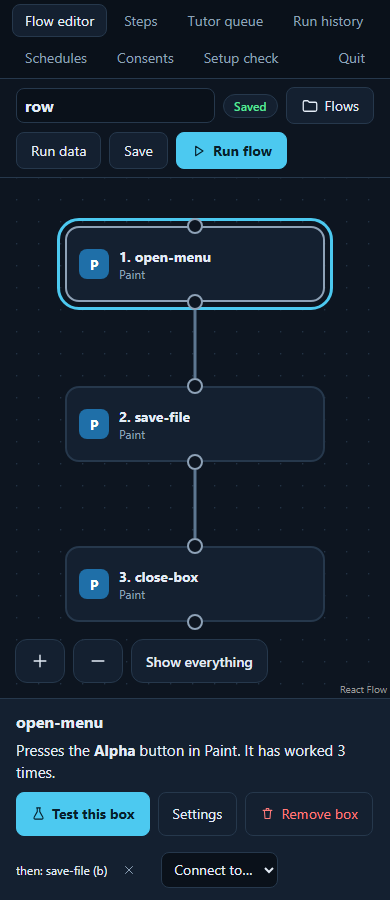 Flow editor Steps Tutor queue Run history
Schedules Consents Setup check Quit
row Saved Flows
Run data Save Run flow
P 1. open-menu
Paint
P 2. save-file
Paint
P 3. close-box
Paint
+ − Show everything
React Flow
open-menu
Presses the Alpha button in Paint. It has worked 3
times.
Test this box Settings Remove box
then: save-file (b) × Connect to...